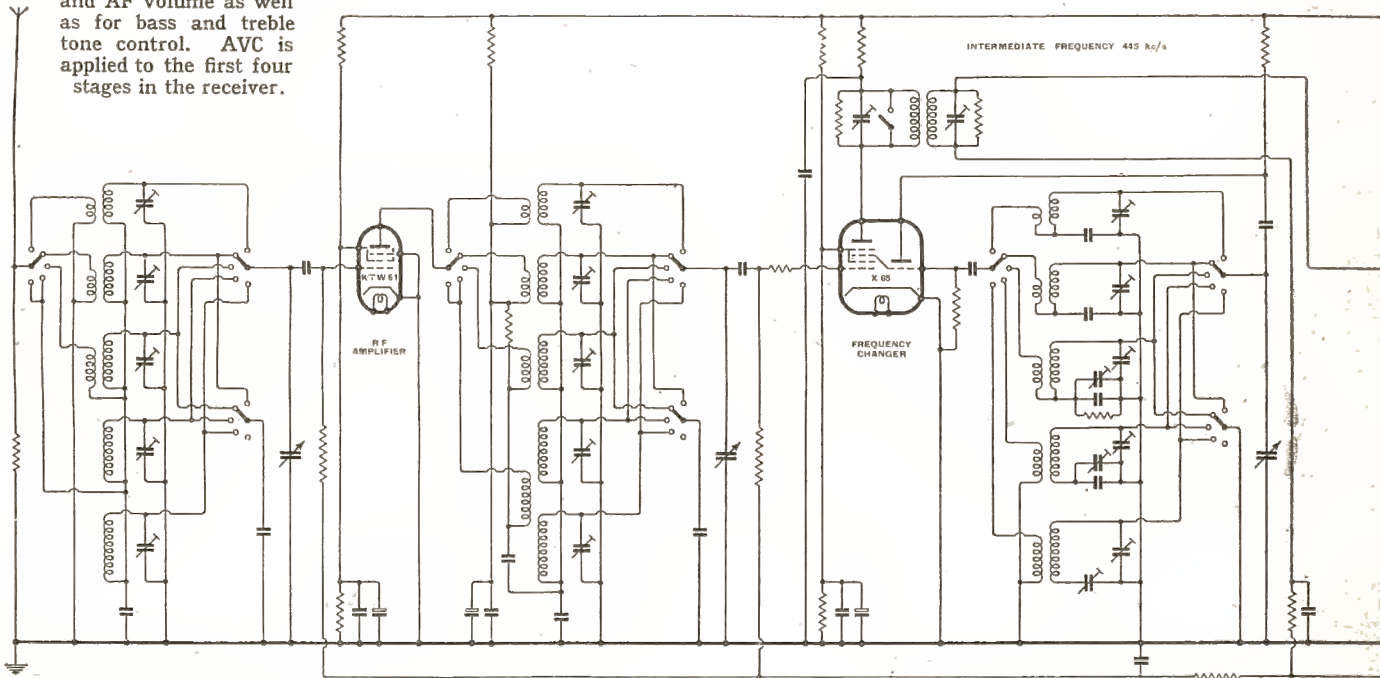 and AF volume as well
as for bass and treble
tone control. AVC is
applied to the first four
stages in the receiver.
INTERMEDIATE FREQUENCY 445 kc/s
KTW 61
X 65
RF
AMPLIFIER
FREQUENCY
CHANGER